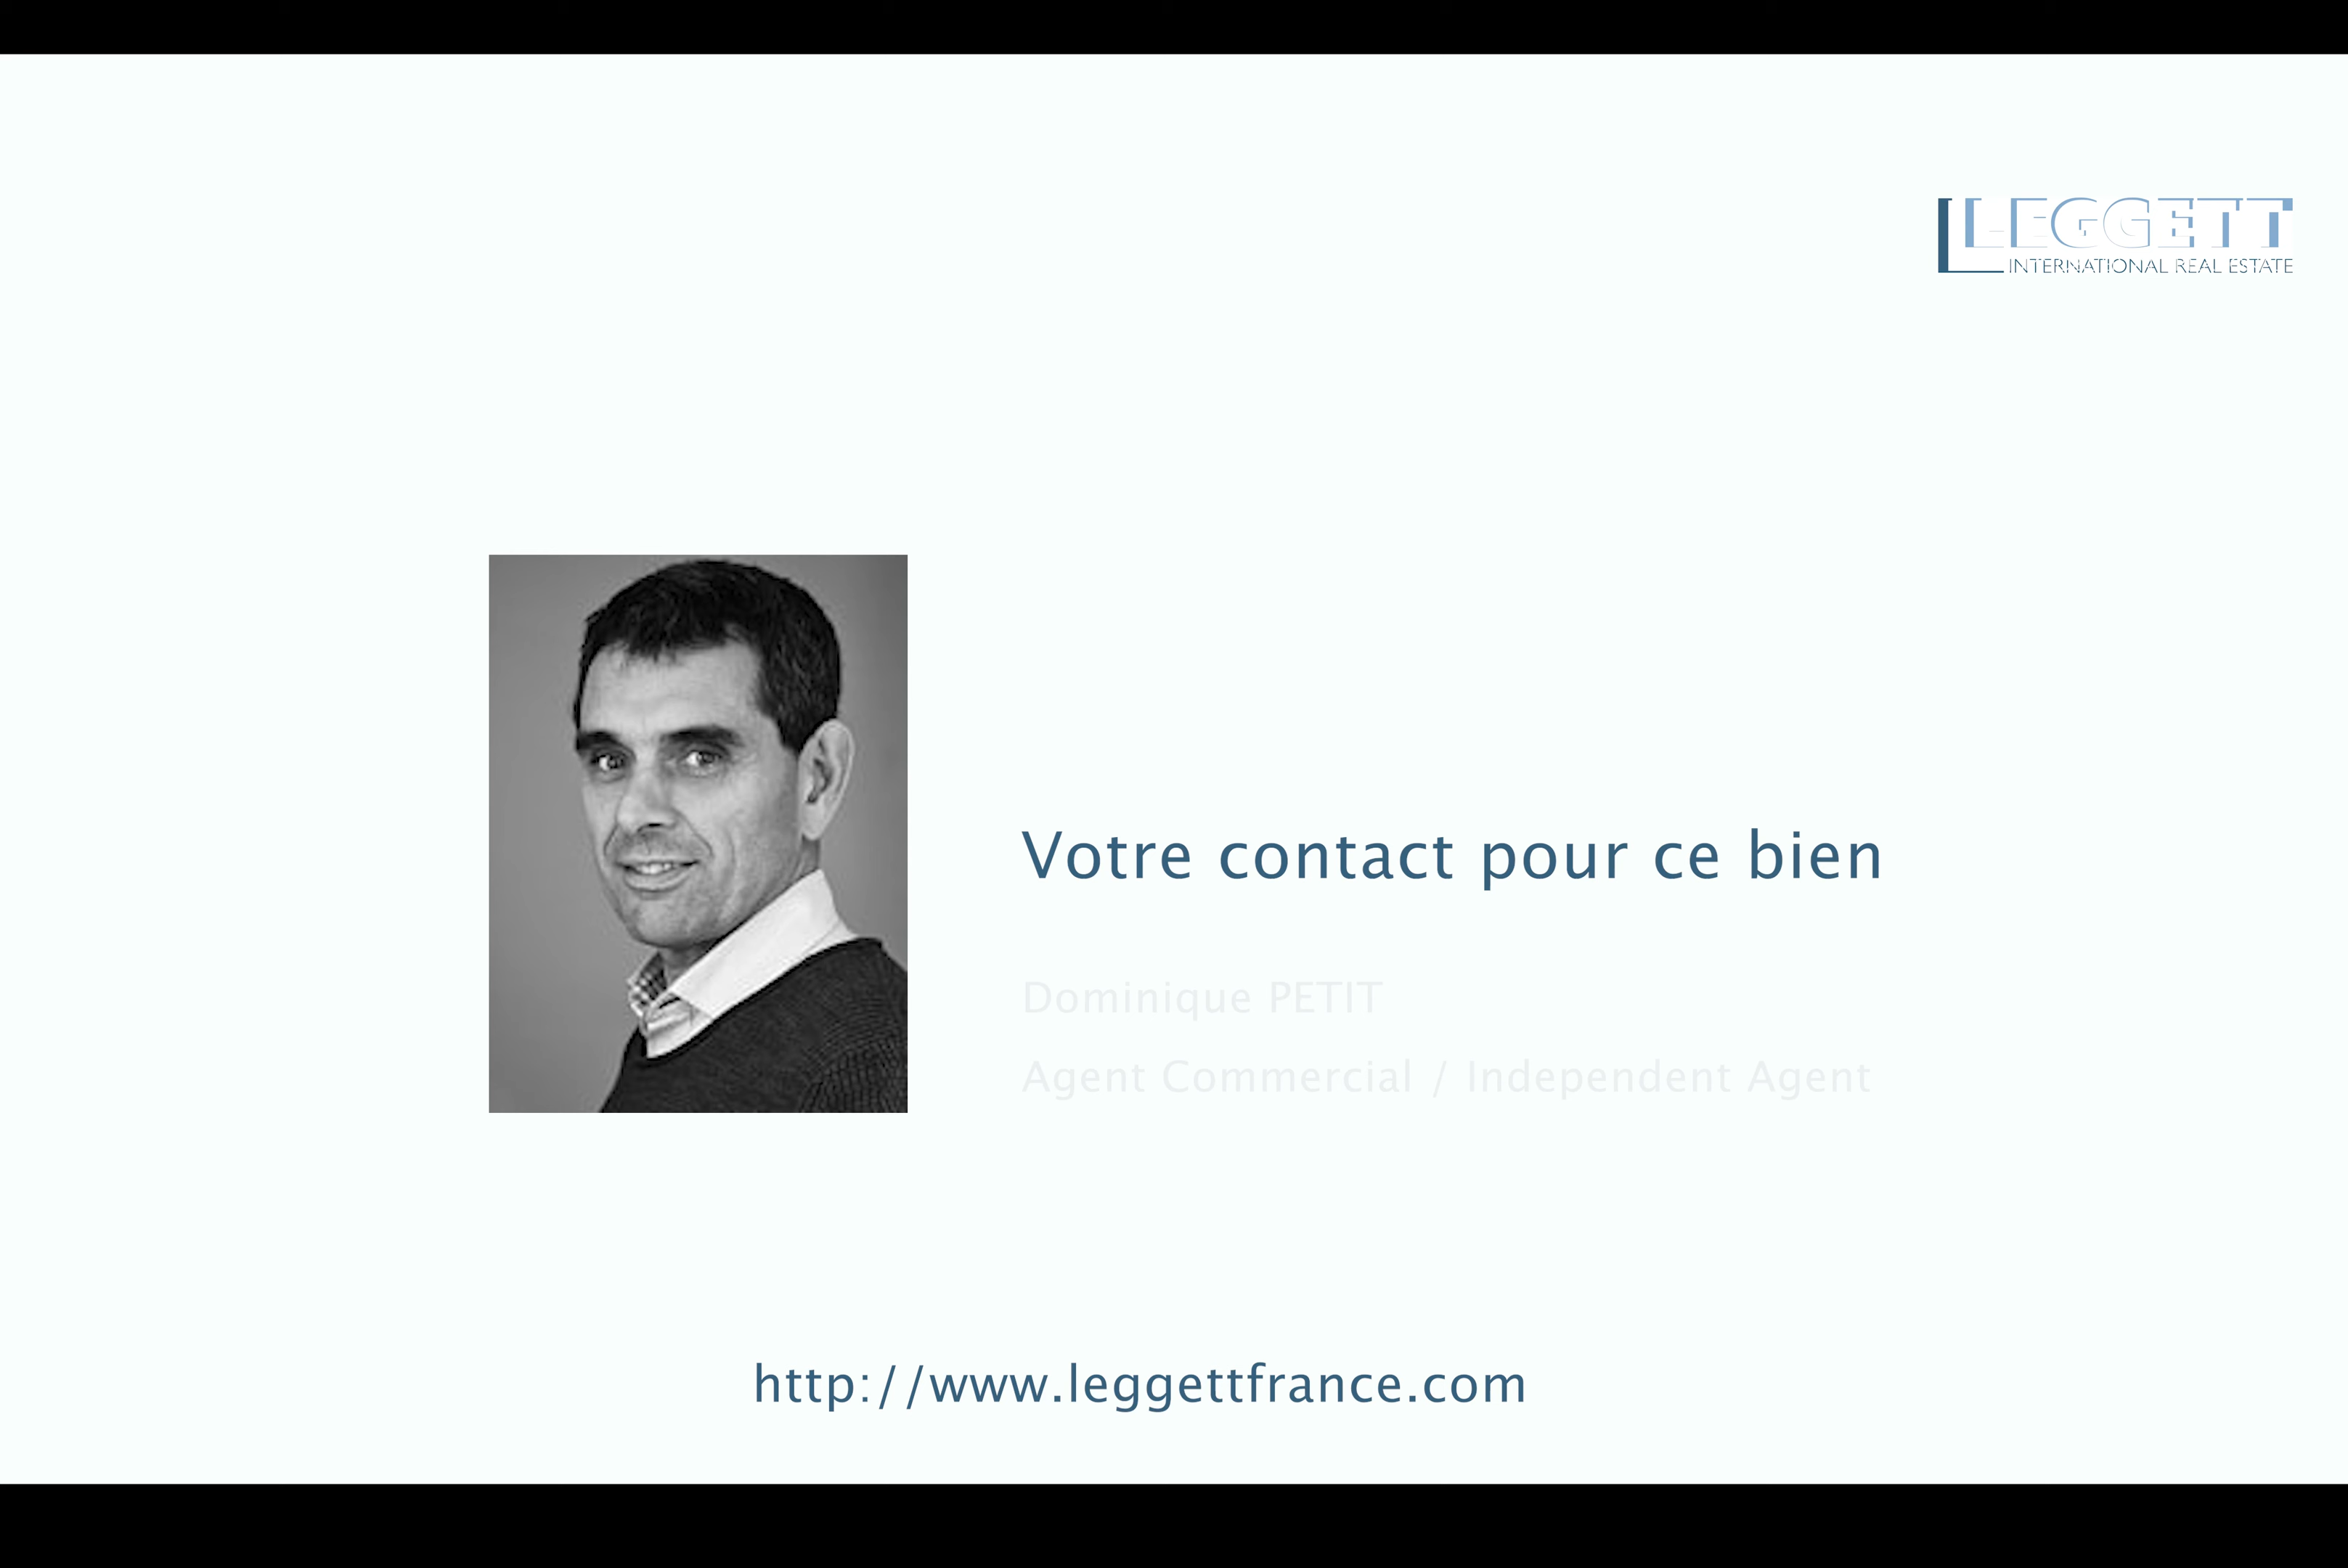 LEGGETT
INTERNATIONAL REAL ESTATE
Votre contact pour ce bien
Dominique PETIT
Agent Commercial / Independent Agent
http://www.leggettfrance.com